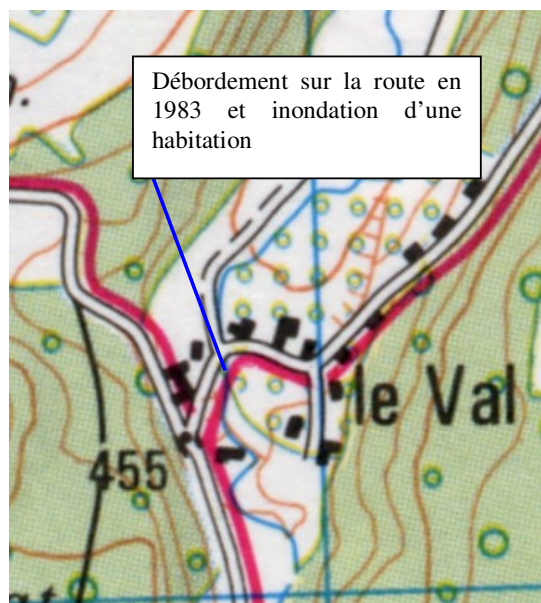 Débordement sur la route en
1983 et inondation d'une
habitation
le Val
455